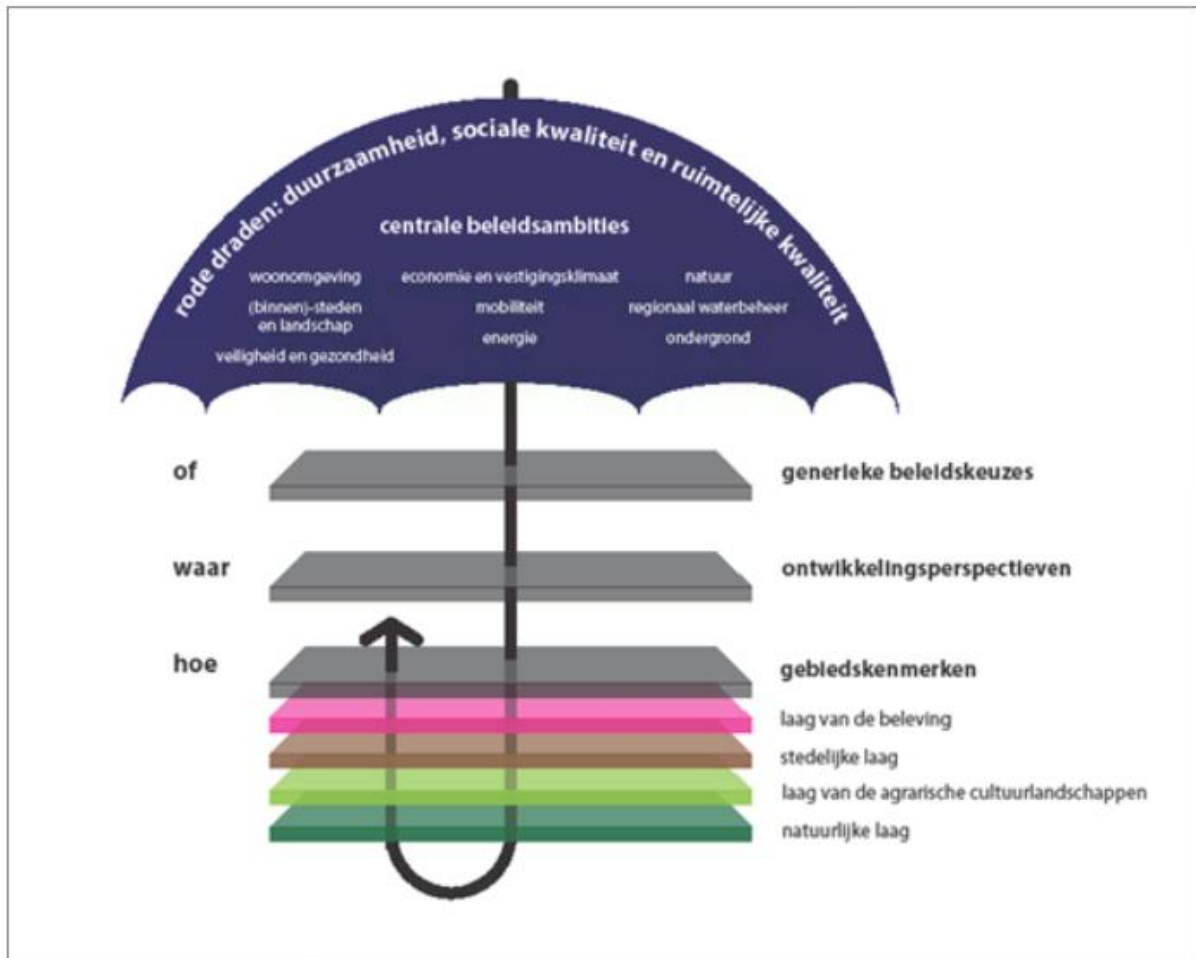 rode draden: duurzaamheid, sociale kwaliteit en ruimtelijke kwaliteit
centrale beleidsambities
woonomgeving
(binnen)-steden
en landschap
veiligheid en gezondheid
economie en vestigingsklimaat
mobiliteit
energie
natuur
regionaal waterbeheer
ondergrond
of
generieke beleidskeuzes
waar
ontwikkelingsperspectieven
hoe
gebiedskenmerken
laag van de beleving
stedelijke laag
laag van de agrarische cultuurlandschappen
natuurlijke laag